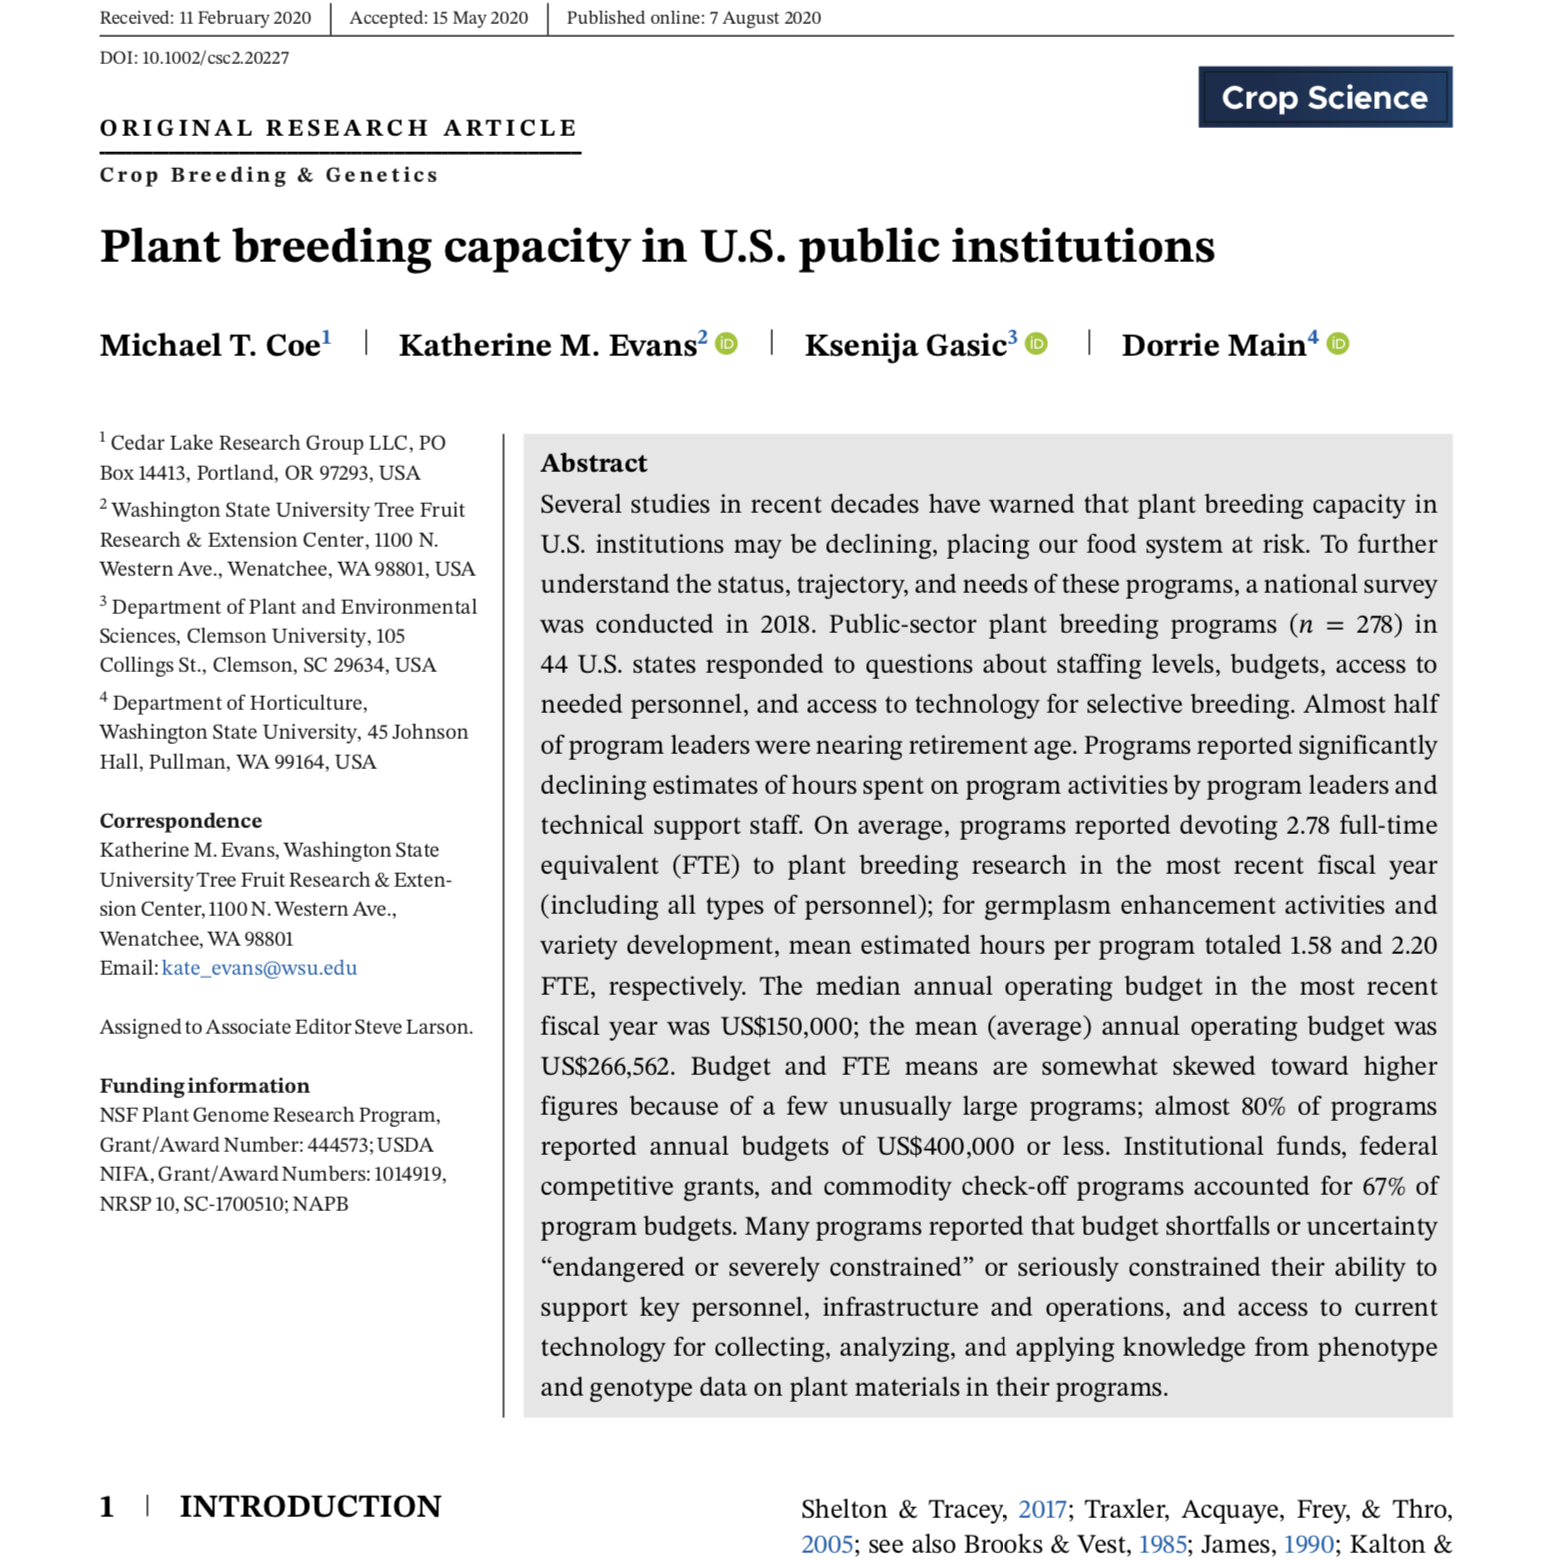 Received: 11 February 2020 | Accepted: 15 May 2020 | Published online: 7 August 2020
DOI: 10.1002/csc2.20227
Crop Science
ORIGINAL RESEARCH ARTICLE
Crop Breeding & Genetics
Plant breeding capacity in U.S. public institutions
Michael T. Coe1 | Katherine M. Evans2 iD | Ksenija Gasic3 iD | Dorrie Main4 iD
1 Cedar Lake Research Group LLC, PO
Box 14413, Portland, OR 97293, USA
2 Washington State University Tree Fruit
Research & Extension Center, 1100 N.
Western Ave., Wenatchee, WA 98801, USA
3 Department of Plant and Environmental
Sciences, Clemson University, 105
Collings St., Clemson, SC 29634, USA
4 Department of Horticulture,
Washington State University, 45 Johnson
Hall, Pullman, WA 99164, USA
Correspondence
Katherine M. Evans, Washington State
University Tree Fruit Research & Exten-
sion Center, 1100 N. Western Ave.,
Wenatchee, WA 98801
Email: kate_evans@wsu.edu
Assigned to Associate Editor Steve Larson.
Funding information
NSF Plant Genome Research Program,
Grant/Award Number: 444573; USDA
NIFA, Grant/Award Numbers: 1014919,
NRSP 10, SC-1700510; NAPB
Abstract
Several studies in recent decades have warned that plant breeding capacity in
U.S. institutions may be declining, placing our food system at risk. To further
understand the status, trajectory, and needs of these programs, a national survey
was conducted in 2018. Public-sector plant breeding programs (n = 278) in
44 U.S. states responded to questions about staffing levels, budgets, access to
needed personnel, and access to technology for selective breeding. Almost half
of program leaders were nearing retirement age. Programs reported significantly
declining estimates of hours spent on program activities by program leaders and
technical support staff. On average, programs reported devoting 2.78 full-time
equivalent (FTE) to plant breeding research in the most recent fiscal year
(including all types of personnel); for germplasm enhancement activities and
variety development, mean estimated hours per program totaled 1.58 and 2.20
FTE, respectively. The median annual operating budget in the most recent
fiscal year was US$150,000; the mean (average) annual operating budget was
US$266,562. Budget and FTE means are somewhat skewed toward higher
figures because of a few unusually large programs; almost 80% of programs
reported annual budgets of US$400,000 or less. Institutional funds, federal
competitive grants, and commodity check-off programs accounted for 67% of
program budgets. Many programs reported that budget shortfalls or uncertainty
“endangered or severely constrained” or seriously constrained their ability to
support key personnel, infrastructure and operations, and access to current
technology for collecting, analyzing, and applying knowledge from phenotype
and genotype data on plant materials in their programs.
1 | INTRODUCTION
Shelton & Tracey, 2017; Traxler, Acquaye, Frey, & Thro,
2005; see also Brooks & Vest, 1985; James, 1990; Kalton &